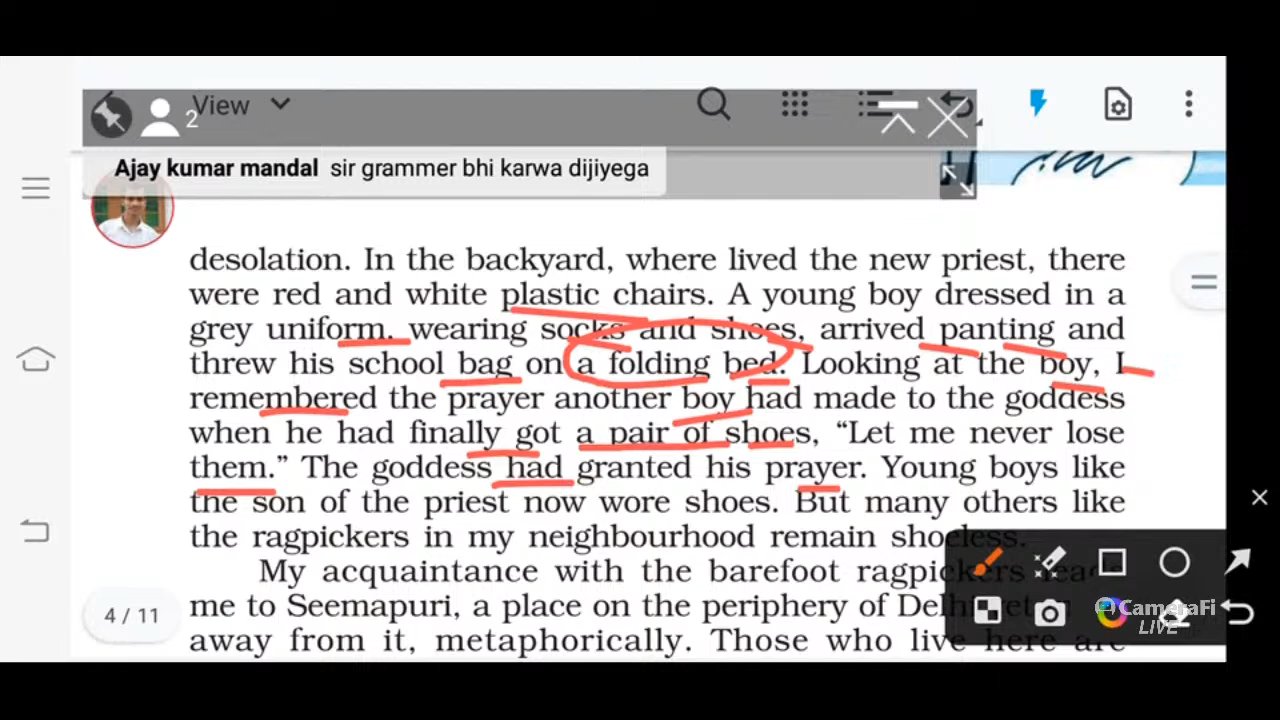 View
2
Ajay kumar mandal sir grammer bhi karwa dijiyega
desolation. In the backyard, where lived the new priest, there
were red and white plastic chairs. A young boy dressed in a
grey uniform, wearing socks and shoes, arrived panting and
threw his school bag on a folding bed. Looking at the boy, I
remembered the prayer another boy had made to the goddess
when he had finally got a pair of shoes, “Let me never lose
them.” The goddess had granted his prayer. Young boys like
the son of the priest now wore shoes. But many others like
the ragpickers in my neighbourhood remain shoeless.
My acquaintance with the barefoot ragpickers leads
me to Seemapuri, a place on the periphery of Delhi yet
away from it, metaphorically. Those who live here are
4 / 11
CameraFi
LIVE